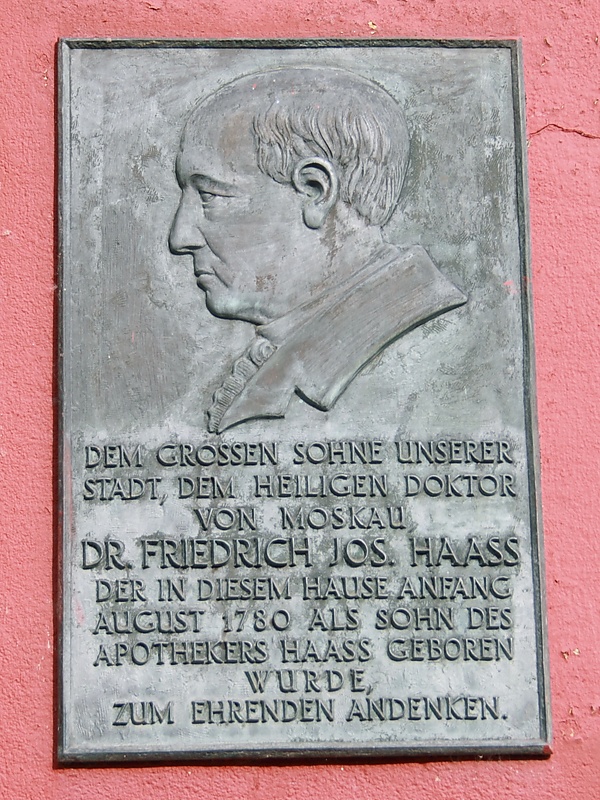 DEM GROSSEN SOHNE UNSERER
STADT, DEM HEILIGEN DOKTOR
VON MOSKAU
DR. FRIEDRICH JOS. HAASS
DER IN DIESEM HAUSE ANFANG
AUGUST 1780 ALS SOHN DES
APOTHEKERS HAASS GEBOREN
WURDE,
ZUM EHRENDEN ANDENKEN.